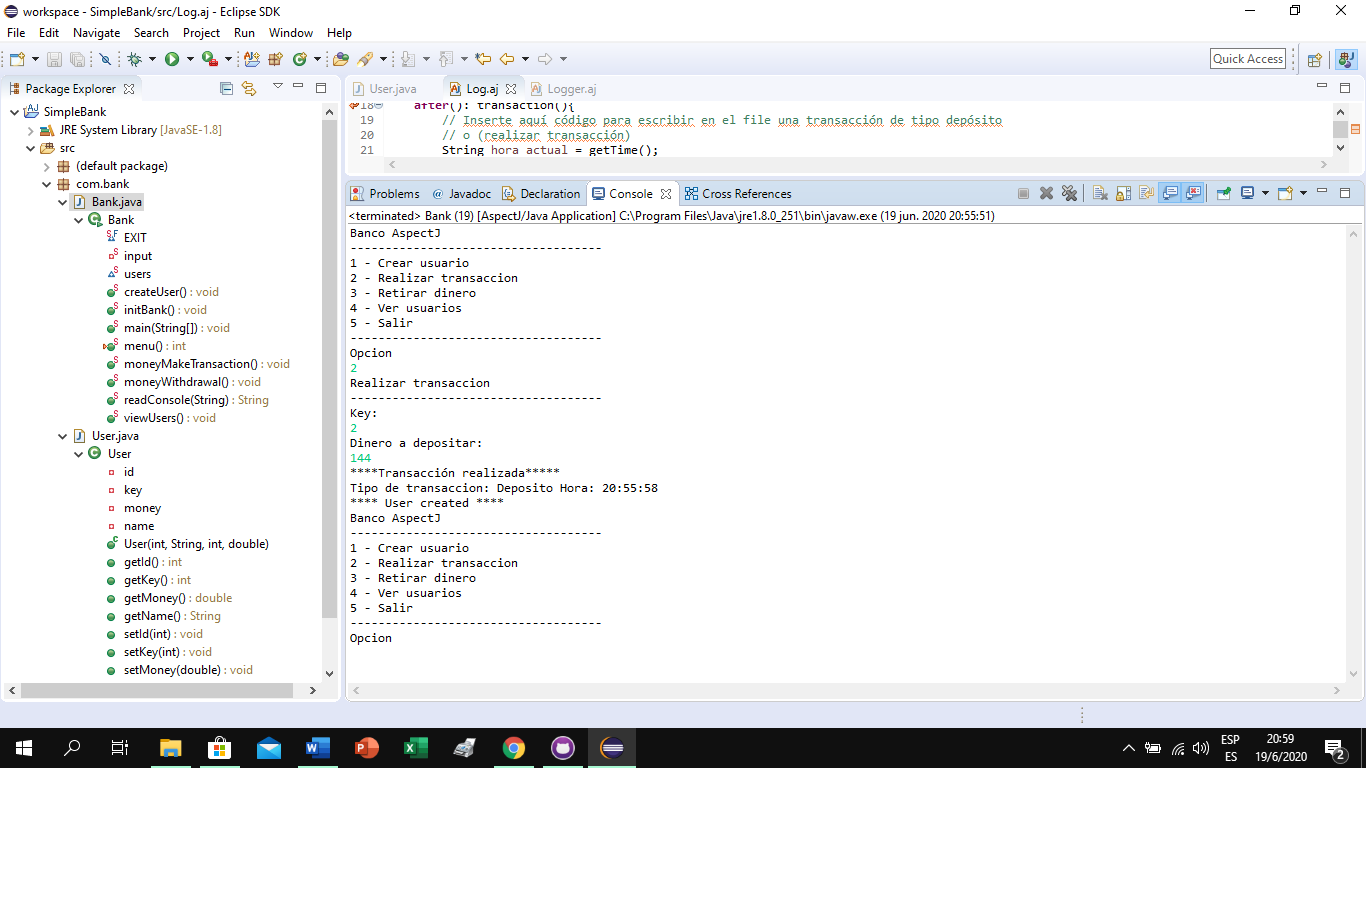 workspace - SimpleBank/src/Log.aj - Eclipse SDK
File Edit Navigate Search Project Run Window Help
Quick Access
Package Explorer
SimpleBank
JRE System Library [JavaSE-1.8]
src
(default package)
com.bank
Bank.java
Bank
EXIT
input
users
createUser() : void
initBank() : void
main(String[]) : void
menu() : int
moneyMakeTransaction() : void
moneyWithdrawal() : void
readConsole(String) : String
viewUsers() : void
User.java
User
id
key
money
name
User(int, String, int, double)
getId() : int
getKey() : int
getMoney() : double
getName() : String
setId(int) : void
setKey(int) : void
setMoney(double) : void
User.java Log.aj Logger.aj
18 after(): transaction(){
19 // Inserte aquí código para escribir en el file una transacción de tipo depósito
20 // o (realizar transacción)
21 String hora actual = getTime();
Problems @ Javadoc Declaration Console Cross References
<terminated> Bank (19) [AspectJ/Java Application] C:\Program Files\Java\jre1.8.0_251\bin\javaw.exe (19 jun. 2020 20:55:51)
Banco AspectJ
------------------------------------
1 - Crear usuario
2 - Realizar transaccion
3 - Retirar dinero
4 - Ver usuarios
5 - Salir
------------------------------------
Opcion
2
Realizar transaccion
------------------------------------
Key:
2
Dinero a depositar:
144
****Transacción realizada*****
Tipo de transaccion: Deposito Hora: 20:55:58
**** User created ****
Banco AspectJ
------------------------------------
1 - Crear usuario
2 - Realizar transaccion
3 - Retirar dinero
4 - Ver usuarios
5 - Salir
------------------------------------
Opcion
ESP
ES
20:59
19/6/2020
2